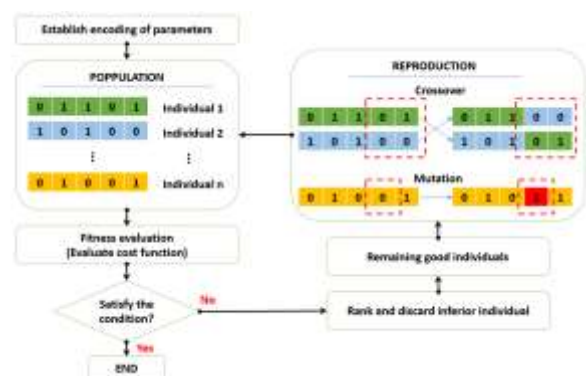 Establish encoding of parameters
POPPULATION
0 1 1 0 1 Individual 1
1 0 1 0 0 Individual 2
⋮ ⋮
0 1 0 0 1 Individual n
Fitness evaluation
(Evaluate cost function)
Satisfy the
condition?
No
Yes
END
REPRODUCTION
Crossover
0 1 1 0 1 0 1 1 0 0
1 0 1 0 0 1 0 1 0 1
Mutation
0 1 0 0 1 0 1 0 1 1
Remaining good individuals
Rank and discard inferior individual